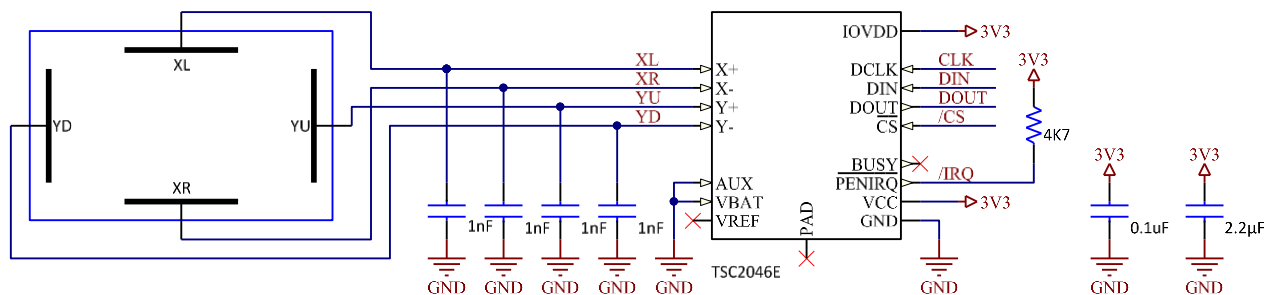 XL
YD
YU
XR
XL
XR
YU
YD
X+
X-
Y+
Y-
AUX
VBAT
VREF
IOVDD
DCLK
DIN
DOUT
CS
BUSY
PENIRQ
VCC
GND
PAD
TSC2046E
3V3
CLK
DIN
DOUT
/CS
/IRQ
3V3
3V3
4K7
1nF
1nF
1nF
1nF
GND
GND
GND
GND
GND
GND
3V3
0.1uF
GND
3V3
2.2µF
GND